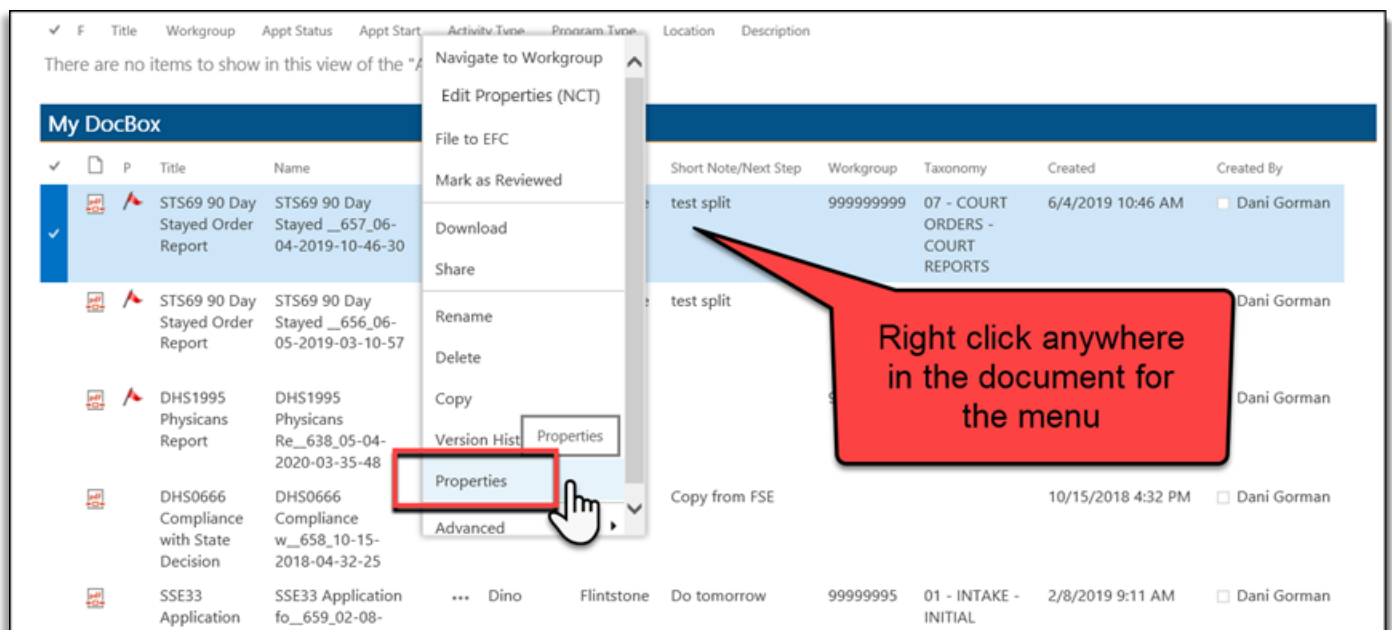 F Title Workgroup Appt Status Appt Start Activity Type Program Type Location Description
There are no items to show in this view of the "A
Navigate to Workgroup
Edit Properties (NCT)
File to EFC
Mark as Reviewed
Download
Share
Rename
Delete
Copy
Version Hist
Properties
Properties
Advanced
My DocBox
P Title Name Short Note/Next Step Workgroup Taxonomy Created Created By
STS69 90 Day STS69 90 Day e test split 999999999 07 - COURT 6/4/2019 10:46 AM Dani Gorman
Stayed Order Stayed __657_06- ORDERS -
Report 04-2019-10-46-30 COURT
REPORTS
STS69 90 Day STS69 90 Day e test split Dani Gorman
Stayed Order Stayed __656_06-
Report 05-2019-03-10-57
DHS1995 DHS1995 Dani Gorman
Physicans Physicans
Report Re__638_05-04-
2020-03-35-48
DHS0666 DHS0666 Copy from FSE 10/15/2018 4:32 PM Dani Gorman
Compliance Compliance
with State w__658_10-15-
Decision 2018-04-32-25
SSE33 SSE33 Application ... Dino Flintstone Do tomorrow 99999995 01 - INTAKE - 2/8/2019 9:11 AM Dani Gorman
Application fo__659_02-08- INITIAL
Right click anywhere
in the document for
the menu